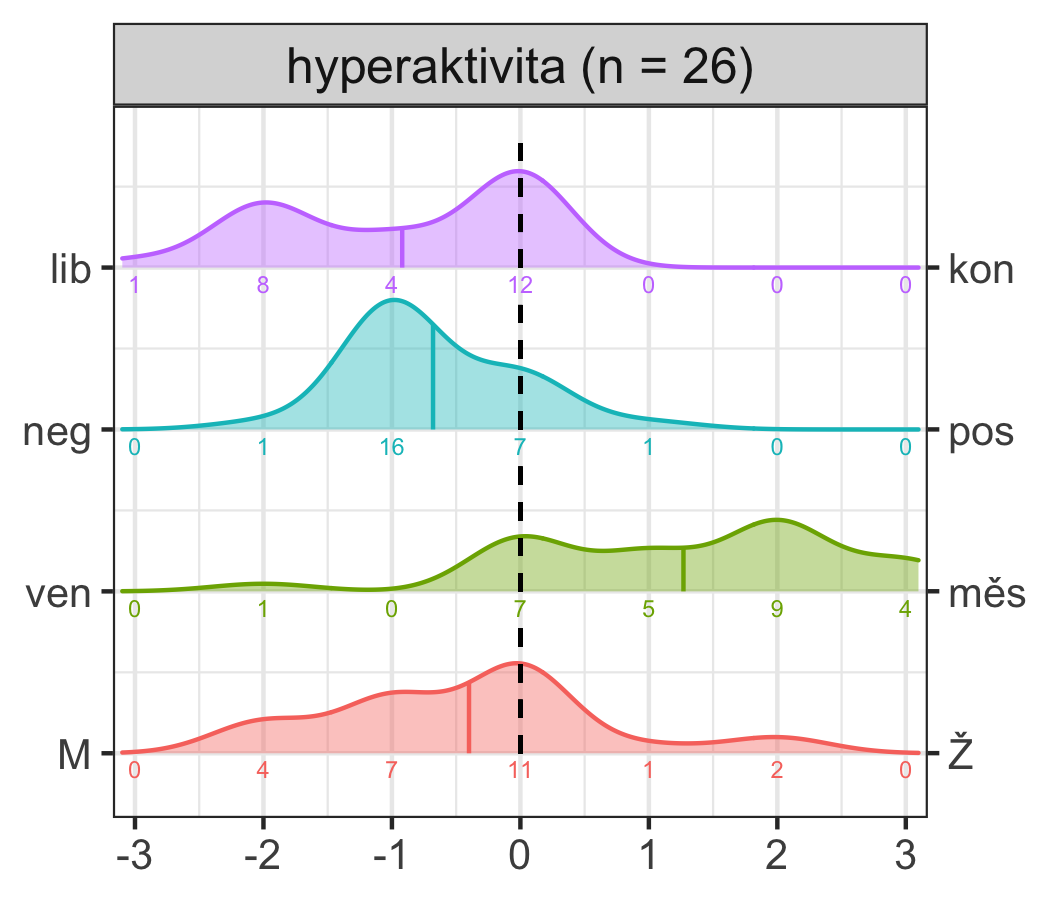 hyperaktivita (n = 26)
lib kon
1 8 4 12 0 0 0
neg pos
0 1 16 7 1 0 0
ven měs
0 1 0 7 5 9 4
M Ž
0 4 7 11 1 2 0
-3 -2 -1 0 1 2 3